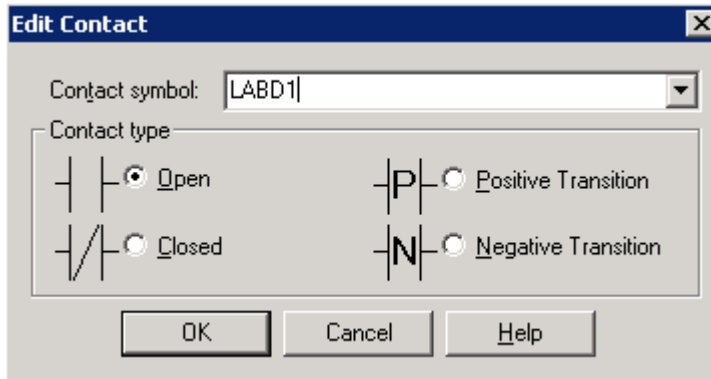 Edit Contact
Contact symbol: LABD1
Contact type
Open
P Positive Transition
Closed
N Negative Transition
OK Cancel Help